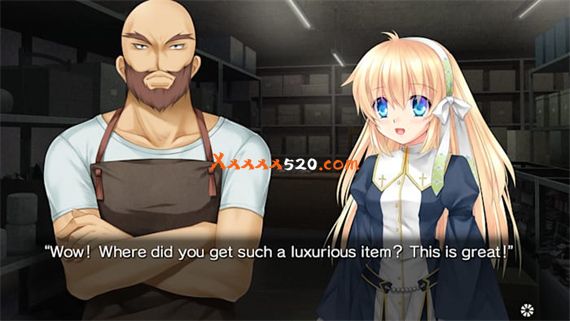 Xxxxx520.com
“Wow! Where did you get such a luxurious item? This is great!”